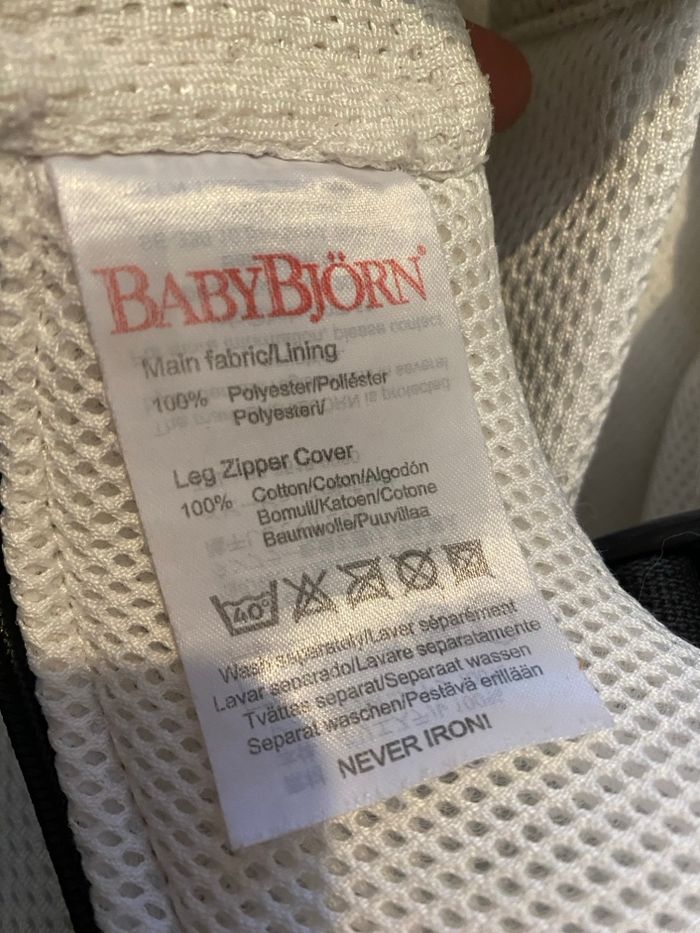 BABYBJÖRN®
Main fabric/Lining
100% Polyester/Poliéster
Polyesteri/
Leg Zipper Cover
100% Cotton/Coton/Algodón
Bomull/Katoen/Cotone
Baumwolle/Puuvillaa
40°
Wash separately/Laver séparément
Lavar separado/Lavare separatamente
Tvättas separat/Separaat wassen
Separat waschen/Pestävä erillään
NEVER IRON!